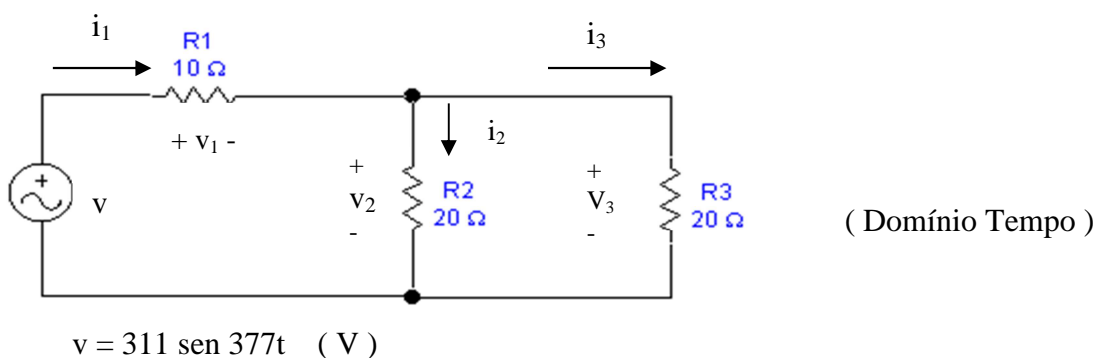 i₁
R1
10 Ω
i₃
+ v₁ -
i₂
+
v
+
v₂
-
R2
20 Ω
+
v₃
-
R3
20 Ω
( Domínio Tempo )
v = 311 sen 377t ( V )